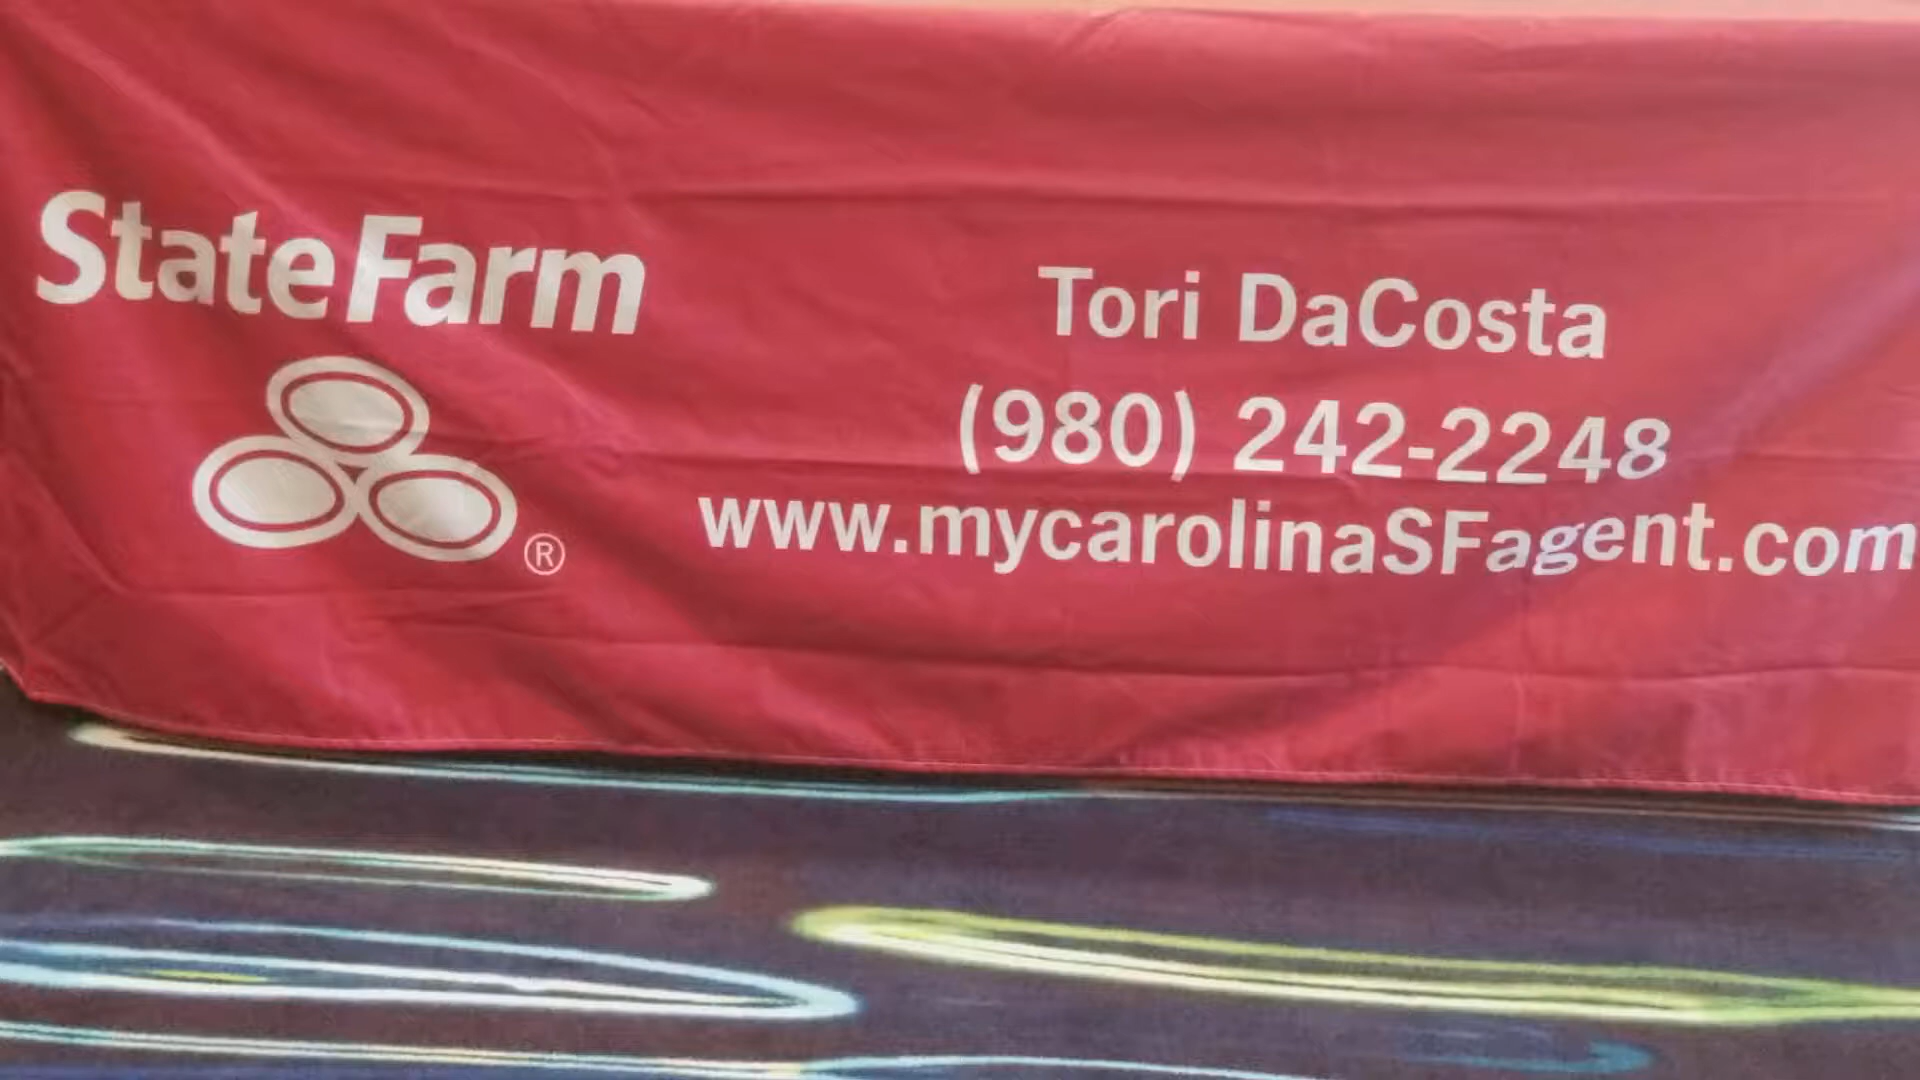 State Farm
®
Tori DaCosta
(980) 242-2248
www.mycarolinaSFagent.com